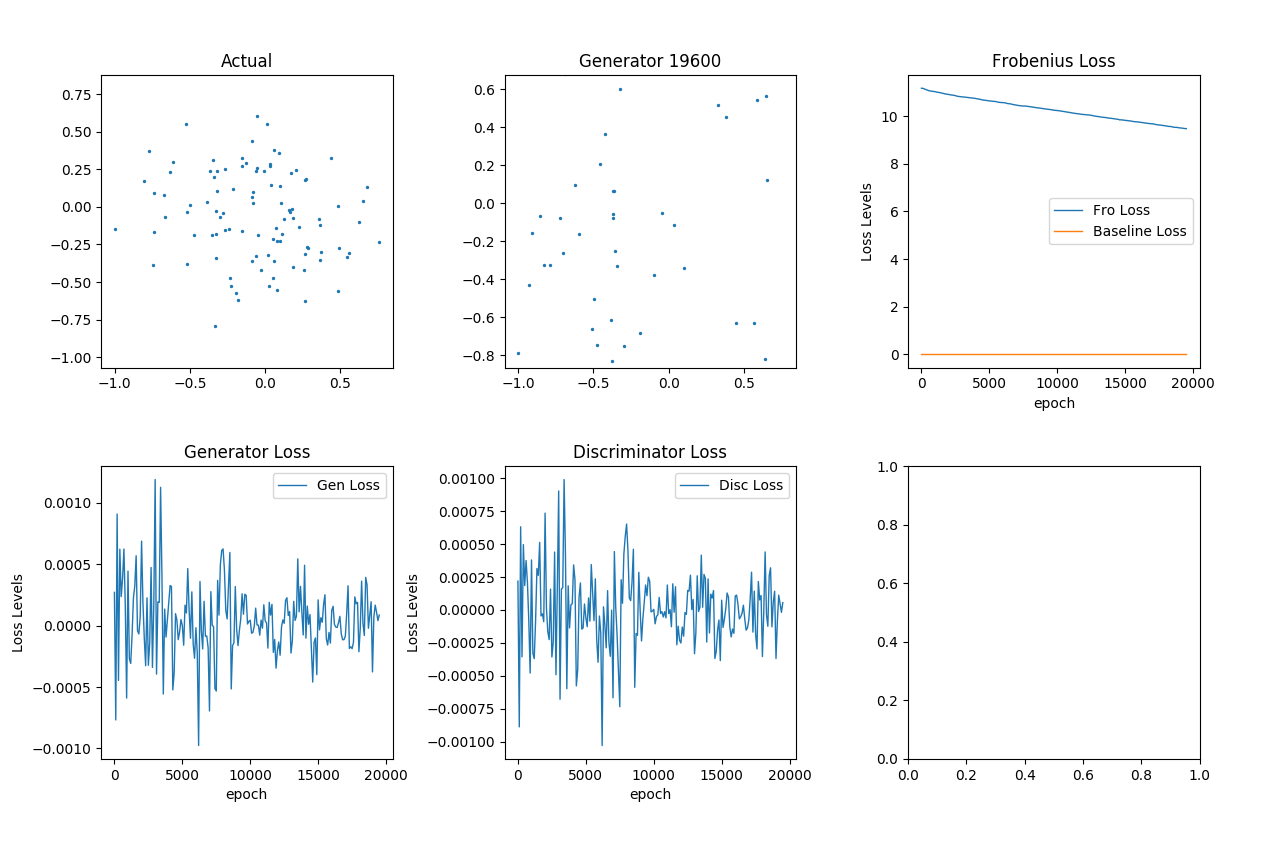 Actual
0.75
0.50
0.25
0.00
−0.25
−0.50
−0.75
−1.00
−1.0 −0.5 0.0 0.5
Generator 19600
0.6
0.4
0.2
0.0
−0.2
−0.4
−0.6
−0.8
−1.0 −0.5 0.0 0.5
Frobenius Loss
Loss Levels
10
8
6
4
2
0
Fro Loss
Baseline Loss
0 5000 10000 15000 20000
epoch
Generator Loss
Loss Levels
0.0010
0.0005
0.0000
−0.0005
−0.0010
Gen Loss
0 5000 10000 15000 20000
epoch
Discriminator Loss
Loss Levels
0.00100
0.00075
0.00050
0.00025
0.00000
−0.00025
−0.00050
−0.00075
−0.00100
Disc Loss
0 5000 10000 15000 20000
epoch
1.0
0.8
0.6
0.4
0.2
0.0
0.0 0.2 0.4 0.6 0.8 1.0